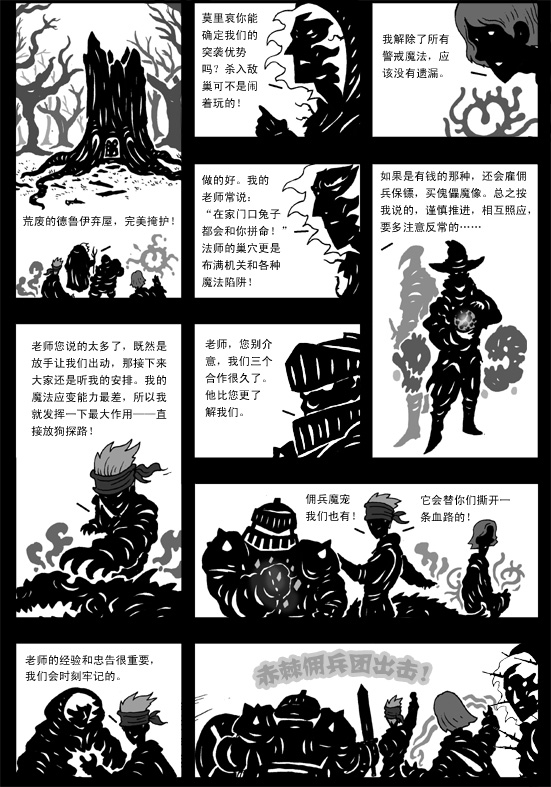 荒废的德鲁伊弃屋，完美掩护！
莫里哀你能
确定我们的
突袭优势
吗？杀入敌
巢可不是闹
着玩的！
我解除了所有
警戒魔法，应
该没有遗漏。
做的好。我的
老师常说：
“在家门口兔子
都会和你拼命！”
法师的巢穴更是
布满机关和各种
魔法陷阱！
如果是有钱的那种，还会雇佣
兵保镖，买傀儡魔像。总之按
我说的，谨慎推进，相互照应，
要多注意反常的……
老师您说的太多了，既然是
放手让我们出动，那接下来
大家还是听我的安排。我的
魔法应变能力最差，所以我
就发挥一下最大作用——直
接放狗探路！
老师，您别介
意，我们三个
合作很久了。
他比您更了
解我们。
佣兵魔宠
我们也有！
它会替你们撕开一
条血路的！
老师的经验和忠告很重要，
我们会时刻牢记的。
赤棘佣兵团出击！